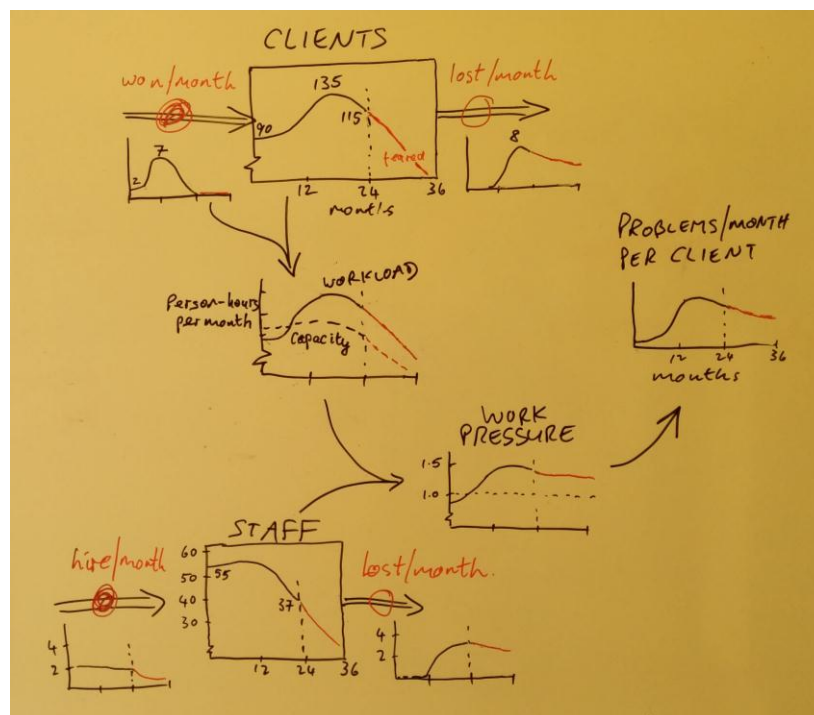 CLIENTS
won/month
lost/month
135
115
90
feared
12 24 36
months
7
2
8
WORKLOAD
Person-hours
per month
Capacity
PROBLEMS/MONTH
PER CLIENT
12 24 36
months
WORK
PRESSURE
1.5
1.0
STAFF
hire/month
lost/month.
60
50
40
30
55
37
12 24 36
4
2
4
2